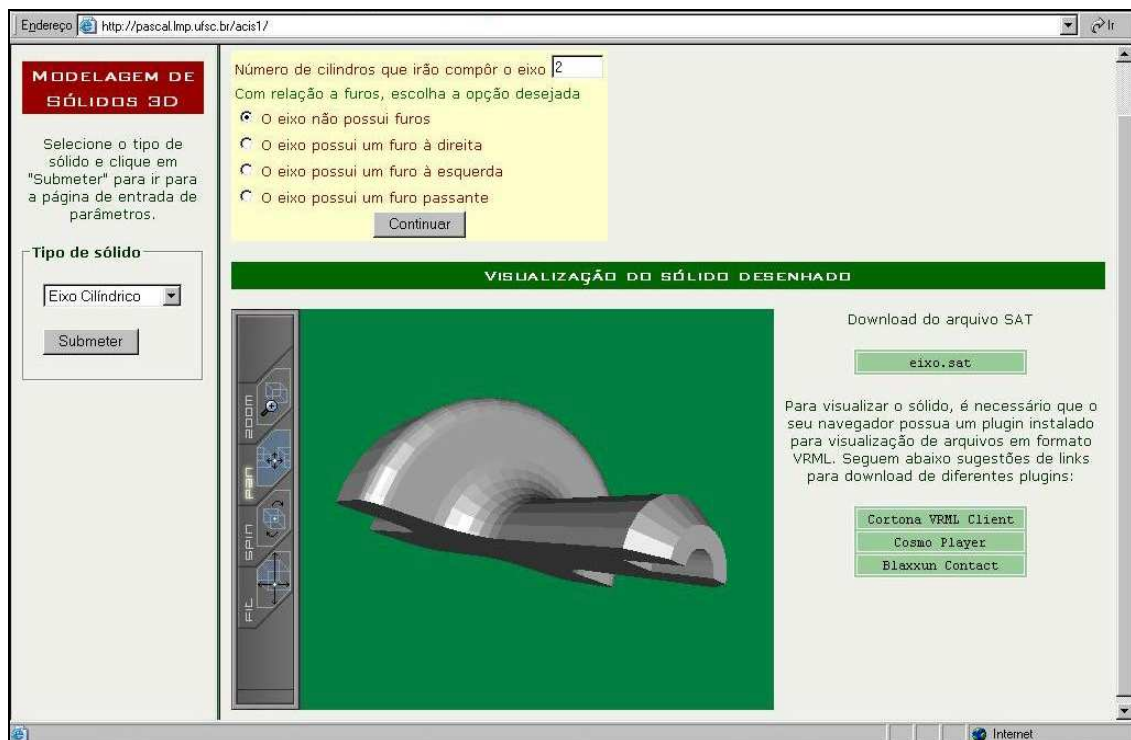 Endereço http://pascal.lmp.ufsc.br/acis1/ Ir
MODELAGEM DE
SÓLIDOS 3D
Selecione o tipo de
sólido e clique em
"Submeter" para ir para
a página de entrada de
parâmetros.
Tipo de sólido
Eixo Cilíndrico
Submeter
Número de cilindros que irão compôr o eixo 2
Com relação a furos, escolha a opção desejada
O eixo não possui furos
O eixo possui um furo à direita
O eixo possui um furo à esquerda
O eixo possui um furo passante
Continuar
VISUALIZAÇÃO DO SÓLIDO DESENHADO
ZOOM
PAN
SPIN
FIT
Download do arquivo SAT
eixo.sat
Para visualizar o sólido, é necessário que o
seu navegador possua um plugin instalado
para visualização de arquivos em formato
VRML. Seguem abaixo sugestões de links
para download de diferentes plugins:
Cortona VRML Client
Cosmo Player
Blaxxun Contact
Internet